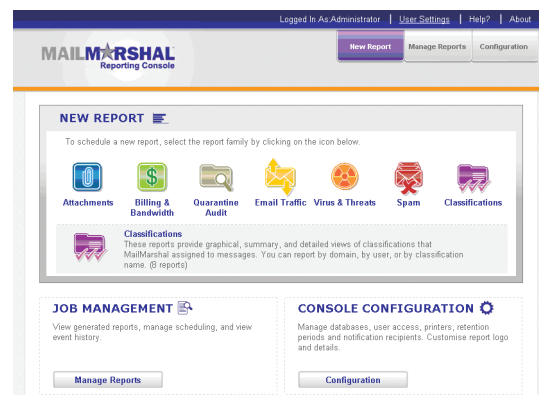 Logged In As:Administrator | User Settings | Help? | About
MAILMARSHAL
Reporting Console
New Report
Manage Reports
Configuration
NEW REPORT
To schedule a new report, select the report family by clicking on the icon below.
Attachments
Billing &
Bandwidth
Quarantine
Audit
Email Traffic
Virus & Threats
Spam
Classifications
Classifications
These reports provide graphical, summary, and detailed views of classifications that
MailMarshal assigned to messages. You can report by domain, by user, or by classification
name. (8 reports)
JOB MANAGEMENT
View generated reports, manage scheduling, and view
event history.
Manage Reports
CONSOLE CONFIGURATION
Manage databases, user access, printers, retention
periods and notification recipients. Customise report logo
and details.
Configuration